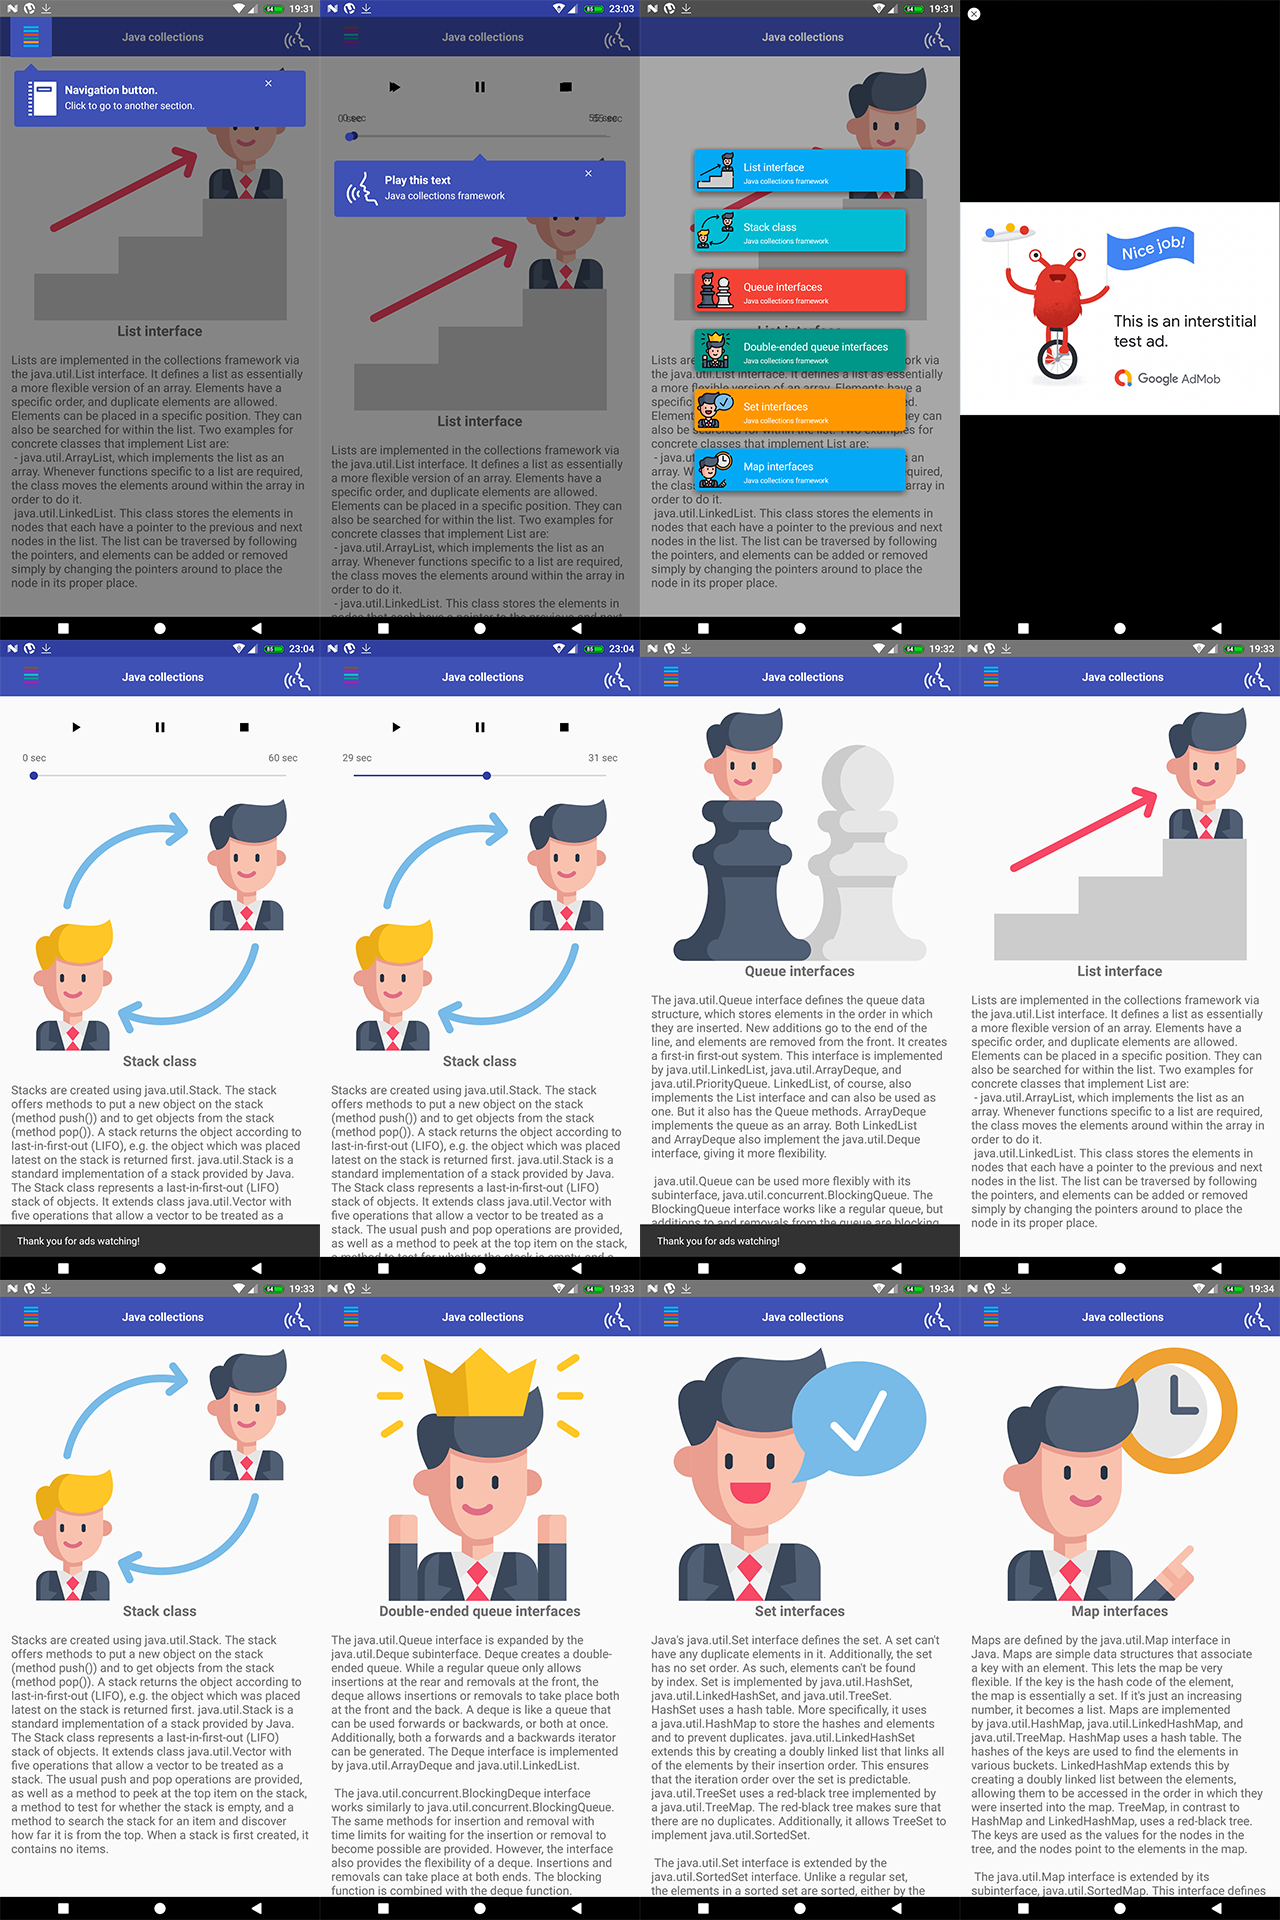 19:31
Java collections
Navigation button.
Click to go to another section.
List interface
Lists are implemented in the collections framework via
the java.util.List interface. It defines a list as essentially
a more flexible version of an array. Elements have a
specific order, and duplicate elements are allowed.
Elements can be placed in a specific position. They can
also be searched for within the list. Two examples for
concrete classes that implement List are:
- java.util.ArrayList, which implements the list as an
array. Whenever functions specific to a list are required,
the class moves the elements around within the array in
order to do it.
java.util.LinkedList. This class stores the elements in
nodes that each have a pointer to the previous and next
nodes in the list. The list can be traversed by following
the pointers, and elements can be added or removed
simply by changing the pointers around to place the
node in its proper place.
85 23:03
Java collections
Play this text
Java collections framework
List interface
Lists are implemented in the collections framework via
the java.util.List interface. It defines a list as essentially
a more flexible version of an array. Elements have a
specific order, and duplicate elements are allowed.
Elements can be placed in a specific position. They can
also be searched for within the list. Two examples for
concrete classes that implement List are:
- java.util.ArrayList, which implements the list as an
array. Whenever functions specific to a list are required,
the class moves the elements around within the array in
order to do it.
- java.util.LinkedList. This class stores the elements in
nodes that each have a pointer to the previous and next
54 19:31
Java collections
List interface
Java collections framework
Stack class
Java collections framework
Queue interfaces
Java collections framework
Double-ended queue interfaces
Java collections framework
Set interfaces
Java collections framework
Map interfaces
Java collections framework
order to do it.
java.util.LinkedList. This class stores the elements in
nodes that each have a pointer to the previous and next
nodes in the list. The list can be traversed by following
the pointers, and elements can be added or removed
simply by changing the pointers around to place the
node in its proper place.
Nice job!
This is an interstitial
test ad.
Google AdMob
85 23:04
Java collections
0 sec 60 sec
Stack class
Stacks are created using java.util.Stack. The stack
offers methods to put a new object on the stack
(method push()) and to get objects from the stack
(method pop()). A stack returns the object according to
last-in-first-out (LIFO), e.g. the object which was placed
latest on the stack is returned first. java.util.Stack is a
standard implementation of a stack provided by Java.
The Stack class represents a last-in-first-out (LIFO)
stack of objects. It extends class java.util.Vector with
five operations that allow a vector to be treated as a
Thank you for ads watching!
85 23:04
Java collections
29 sec 31 sec
Stack class
Stacks are created using java.util.Stack. The stack
offers methods to put a new object on the stack
(method push()) and to get objects from the stack
(method pop()). A stack returns the object according to
last-in-first-out (LIFO), e.g. the object which was placed
latest on the stack is returned first. java.util.Stack is a
standard implementation of a stack provided by Java.
The Stack class represents a last-in-first-out (LIFO)
stack of objects. It extends class java.util.Vector with
five operations that allow a vector to be treated as a
stack. The usual push and pop operations are provided,
as well as a method to peek at the top item on the stack,
a method to test for whether the stack is empty, and a
54 19:32
Java collections
Queue interfaces
The java.util.Queue interface defines the queue data
structure, which stores elements in the order in which
they are inserted. New additions go to the end of the
line, and elements are removed from the front. It creates
a first-in first-out system. This interface is implemented
by java.util.LinkedList, java.util.ArrayDeque, and
java.util.PriorityQueue. LinkedList, of course, also
implements the List interface and can also be used as
one. But it also has the Queue methods. ArrayDeque
implements the queue as an array. Both LinkedList
and ArrayDeque also implement the java.util.Deque
interface, giving it more flexibility.
java.util.Queue can be used more flexibly with its
subinterface, java.util.concurrent.BlockingQueue. The
BlockingQueue interface works like a regular queue, but
additions to and removals from the queue are blocking
Thank you for ads watching!
54 19:33
Java collections
List interface
Lists are implemented in the collections framework via
the java.util.List interface. It defines a list as essentially
a more flexible version of an array. Elements have a
specific order, and duplicate elements are allowed.
Elements can be placed in a specific position. They can
also be searched for within the list. Two examples for
concrete classes that implement List are:
- java.util.ArrayList, which implements the list as an
array. Whenever functions specific to a list are required,
the class moves the elements around within the array in
order to do it.
java.util.LinkedList. This class stores the elements in
nodes that each have a pointer to the previous and next
nodes in the list. The list can be traversed by following
the pointers, and elements can be added or removed
simply by changing the pointers around to place the
node in its proper place.
54 19:33
Java collections
Stack class
Stacks are created using java.util.Stack. The stack
offers methods to put a new object on the stack
(method push()) and to get objects from the stack
(method pop()). A stack returns the object according to
last-in-first-out (LIFO), e.g. the object which was placed
latest on the stack is returned first. java.util.Stack is a
standard implementation of a stack provided by Java.
The Stack class represents a last-in-first-out (LIFO)
stack of objects. It extends class java.util.Vector with
five operations that allow a vector to be treated as a
stack. The usual push and pop operations are provided,
as well as a method to peek at the top item on the stack,
a method to test for whether the stack is empty, and a
method to search the stack for an item and discover
how far it is from the top. When a stack is first created, it
contains no items.
54 19:33
Java collections
Double-ended queue interfaces
The java.util.Queue interface is expanded by the
java.util.Deque subinterface. Deque creates a double-
ended queue. While a regular queue only allows
insertions at the rear and removals at the front, the
deque allows insertions or removals to take place both
at the front and the back. A deque is like a queue that
can be used forwards or backwards, or both at once.
Additionally, both a forwards and a backwards iterator
can be generated. The Deque interface is implemented
by java.util.ArrayDeque and java.util.LinkedList.
The java.util.concurrent.BlockingDeque interface
works similarly to java.util.concurrent.BlockingQueue.
The same methods for insertion and removal with
time limits for waiting for the insertion or removal to
become possible are provided. However, the interface
also provides the flexibility of a deque. Insertions and
removals can take place at both ends. The blocking
function is combined with the deque function.
54 19:34
Java collections
Set interfaces
Java's java.util.Set interface defines the set. A set can't
have any duplicate elements in it. Additionally, the set
has no set order. As such, elements can't be found
by index. Set is implemented by java.util.HashSet,
java.util.LinkedHashSet, and java.util.TreeSet.
HashSet uses a hash table. More specifically, it uses
a java.util.HashMap to store the hashes and elements
and to prevent duplicates. java.util.LinkedHashSet
extends this by creating a doubly linked list that links all
of the elements by their insertion order. This ensures
that the iteration order over the set is predictable.
java.util.TreeSet uses a red-black tree implemented by
a java.util.TreeMap. The red-black tree makes sure that
there are no duplicates. Additionally, it allows TreeSet to
implement java.util.SortedSet.
The java.util.Set interface is extended by the
java.util.SortedSet interface. Unlike a regular set,
the elements in a sorted set are sorted, either by the
54 19:34
Java collections
Map interfaces
Maps are defined by the java.util.Map interface in
Java. Maps are simple data structures that associate
a key with an element. This lets the map be very
flexible. If the key is the hash code of the element,
the map is essentially a set. If it's just an increasing
number, it becomes a list. Maps are implemented
by java.util.HashMap, java.util.LinkedHashMap, and
java.util.TreeMap. HashMap uses a hash table. The
hashes of the keys are used to find the elements in
various buckets. LinkedHashMap extends this by
creating a doubly linked list between the elements,
allowing them to be accessed in the order in which they
were inserted into the map. TreeMap, in contrast to
HashMap and LinkedHashMap, uses a red-black tree.
The keys are used as the values for the nodes in the
tree, and the nodes point to the elements in the map.
The java.util.Map interface is extended by its
subinterface, java.util.SortedMap. This interface defines